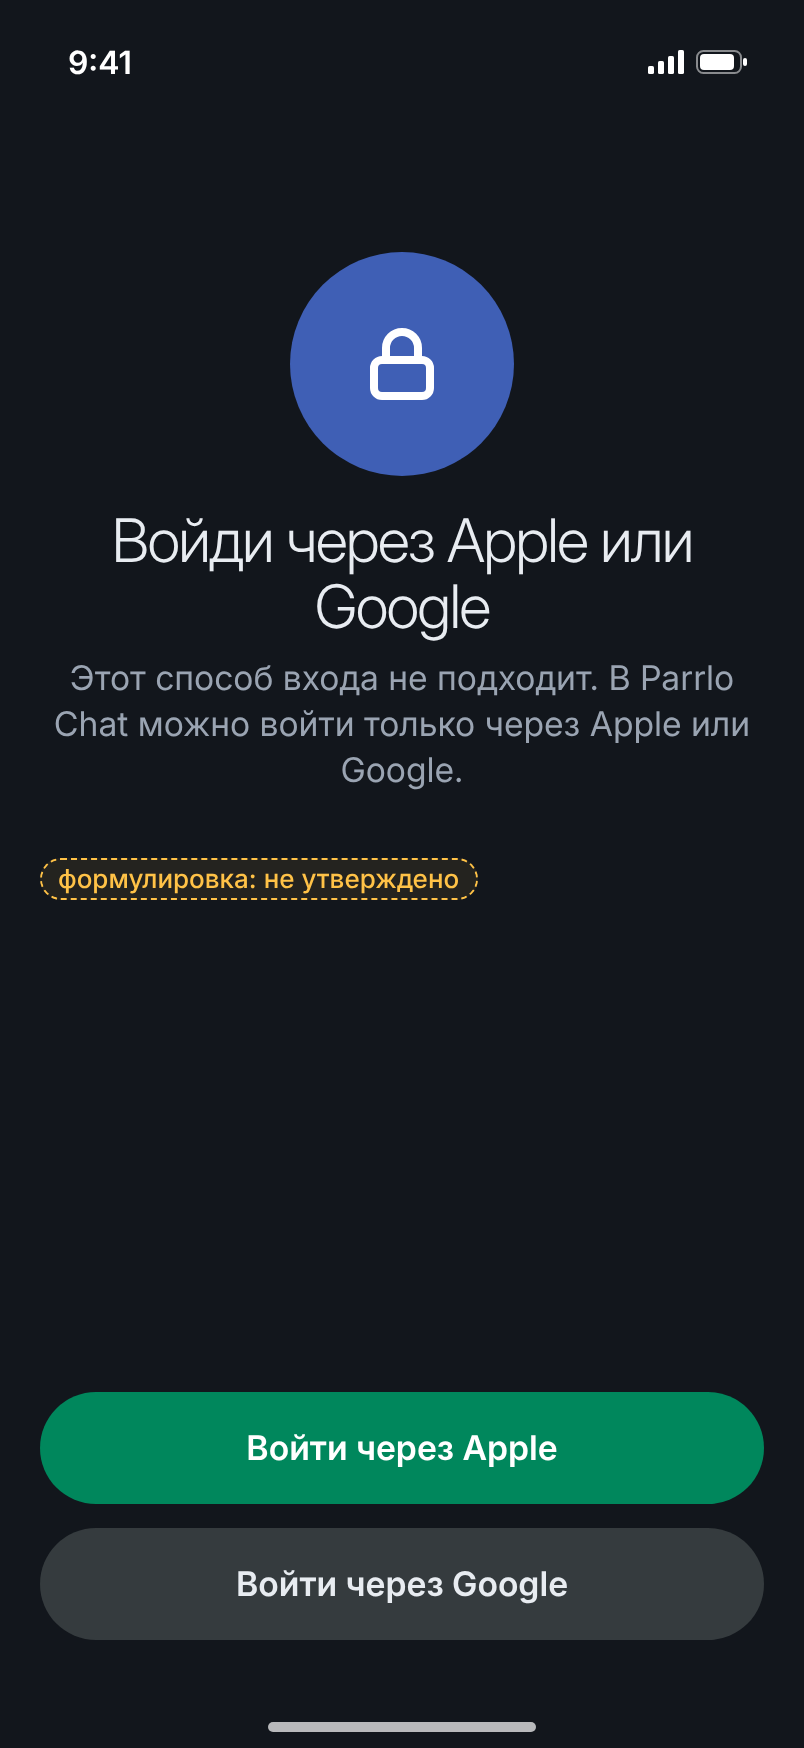 9:41
Войди через Apple или
Google
Этот способ входа не подходит. В Parrlo
Chat можно войти только через Apple или
Google.
формулировка: не утверждено
Войти через Apple
Войти через Google